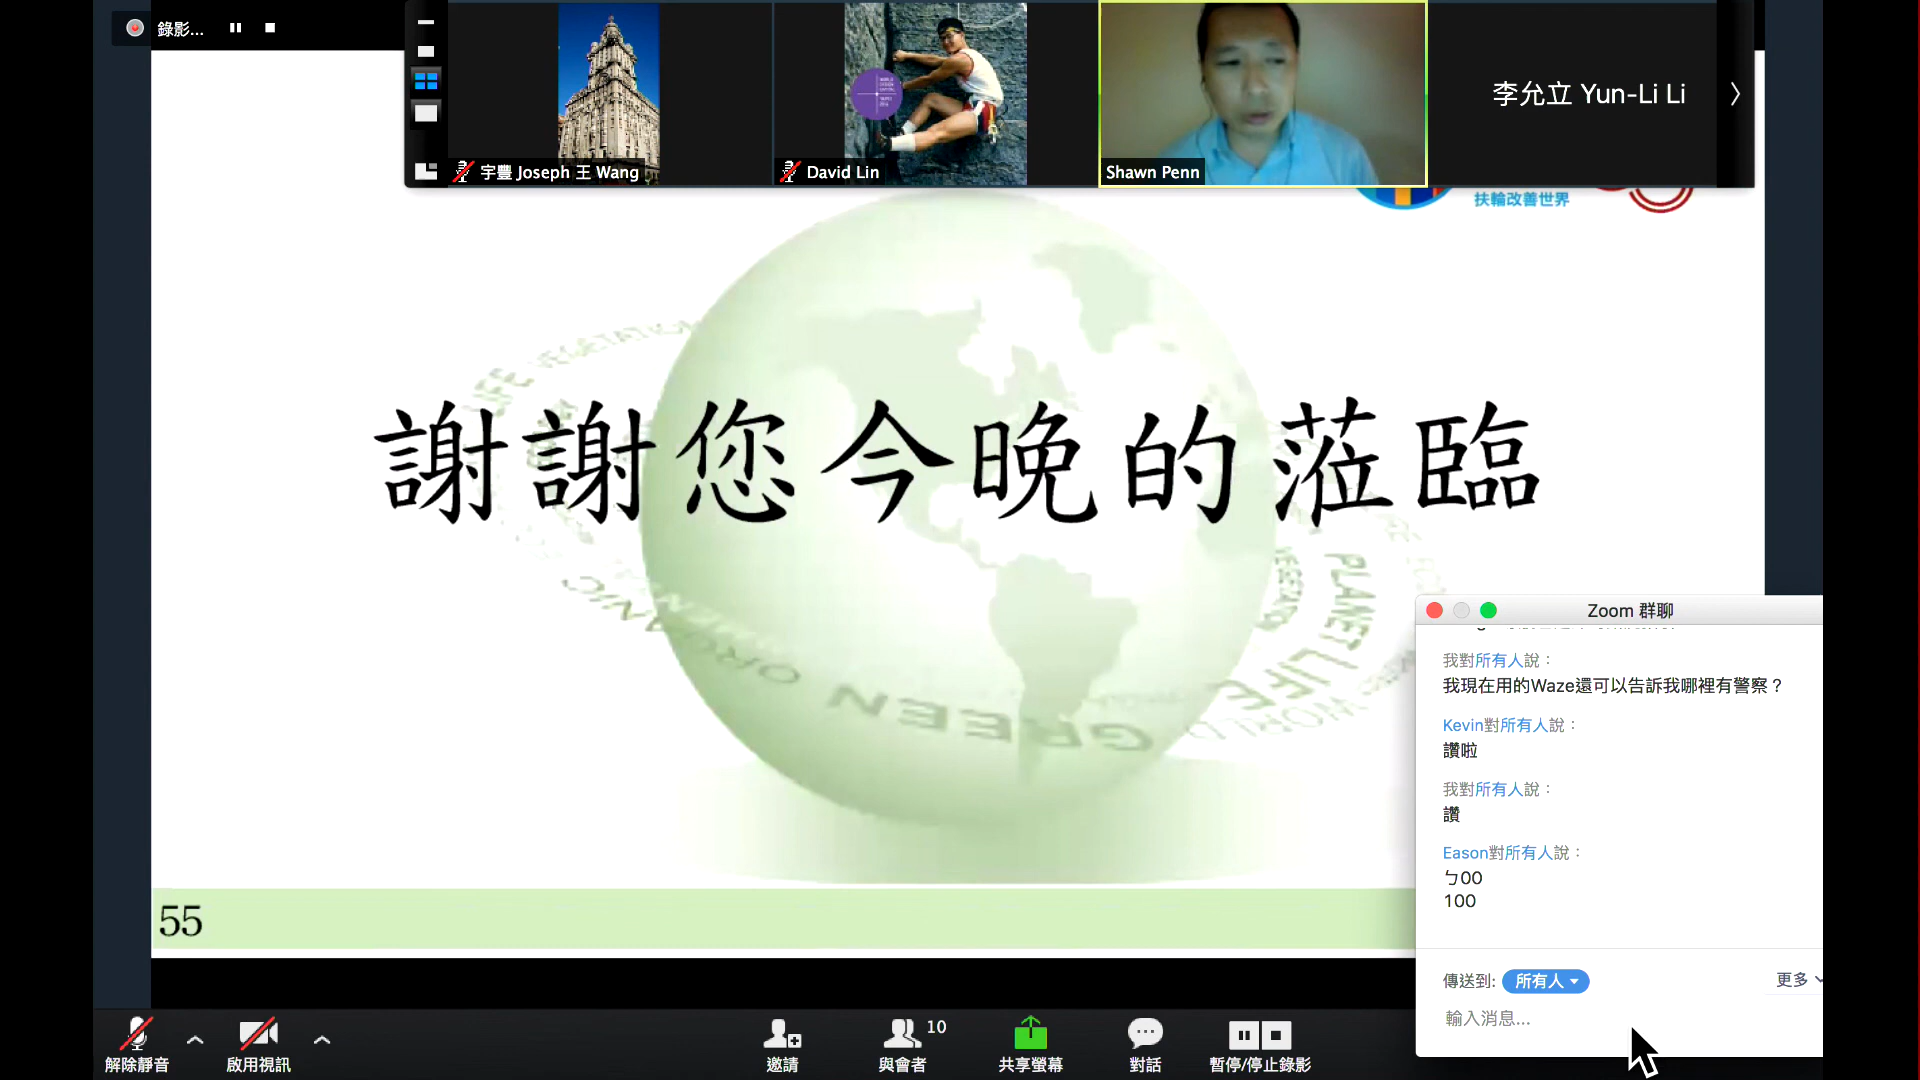 錄影...
宇豐 Joseph 王 Wang
David Lin
Shawn Penn
李允立 Yun-Li Li
扶輪改善世界
謝謝您今晚的蒞臨
GREEN
PLANET
LIFE
ORGANIC
55
Zoom 群聊
我對所有人說：
我現在用的Waze還可以告訴我哪裡有警察？
Kevin對所有人說：
讚啦
我對所有人說：
讚
Eason對所有人說：
ㄅ00
100
傳送到: 所有人
更多
輸入消息...
解除靜音
啟用視訊
邀請
10
與會者
共享螢幕
對話
暫停/停止錄影